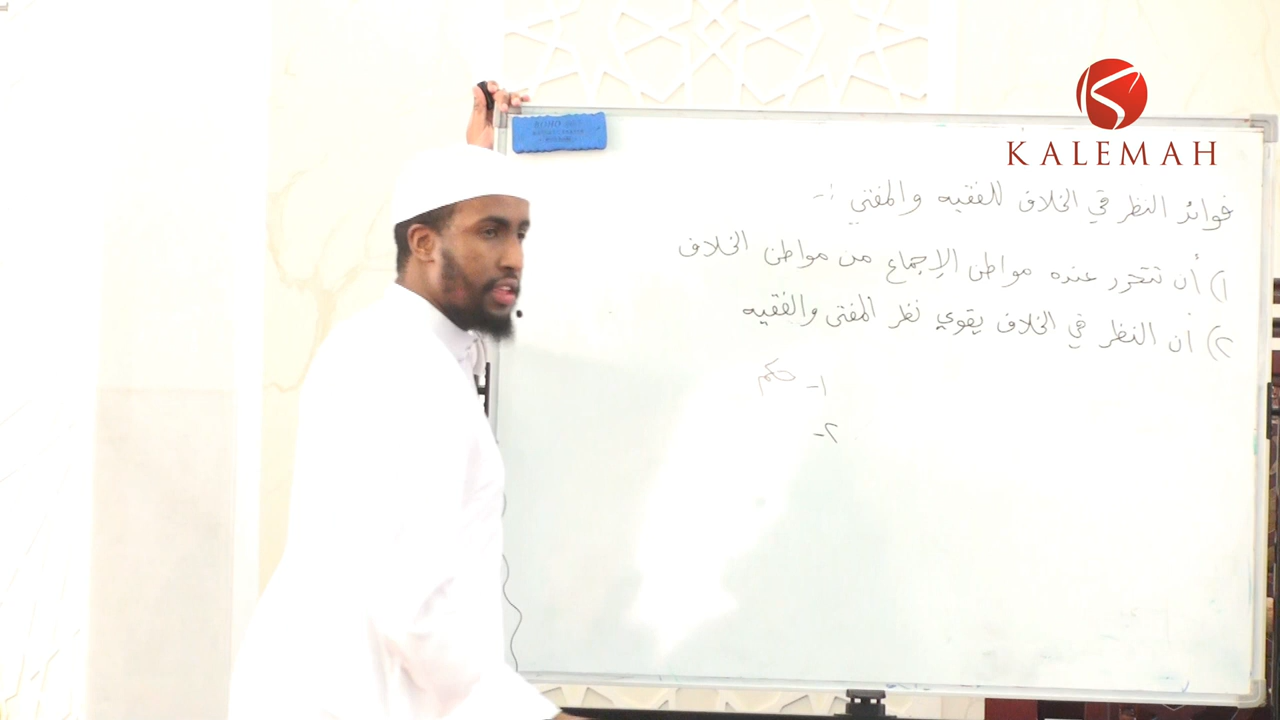 KALEMAH
فوائد النظر في الخلاف للفقيه والمفتي :-
١) أن تتحرر عنده مواطن الإجماع من مواطن الخلاف
٢) أن النظر في الخلاف يقوي نظر المفتي والفقيه
١- حكم
٢-